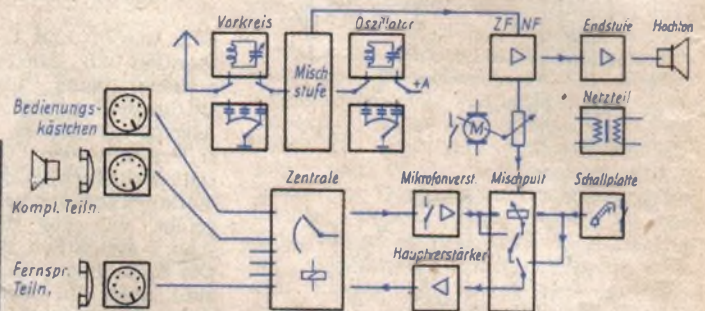 Vorkreis
Oszillator
ZF NF
Endstufe
Hochton
Misch
stufe
+A
Bedienungs-
kästchen
M
Netzteil
Kompl. Teiln.
Zentrale
Mikrofonverst.
Mischpult
Schallplatte
Hauptverstärker
Fernspr.
Teiln.